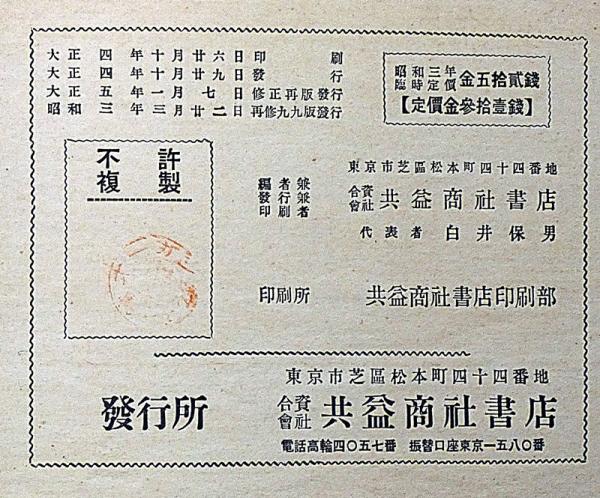 大正四年十月廿六日印刷
大正四年十月廿九日發行
大正五年一月七日修正再版發行
昭和三年三月廿二日再修九九版發行
昭和三年
臨時定價
金五拾貳錢
【定價金參拾壹錢】
不許
複製
編者兼
發行兼
印刷者
東京市芝區松本町四十四番地
合資
會社
共益商社書店
代表者 白井保男
印刷所 共益商社書店印刷部
發行所
東京市芝區松本町四十四番地
合資
會社
共益商社書店
電話高輪四〇五七番 振替口座東京一五八〇番